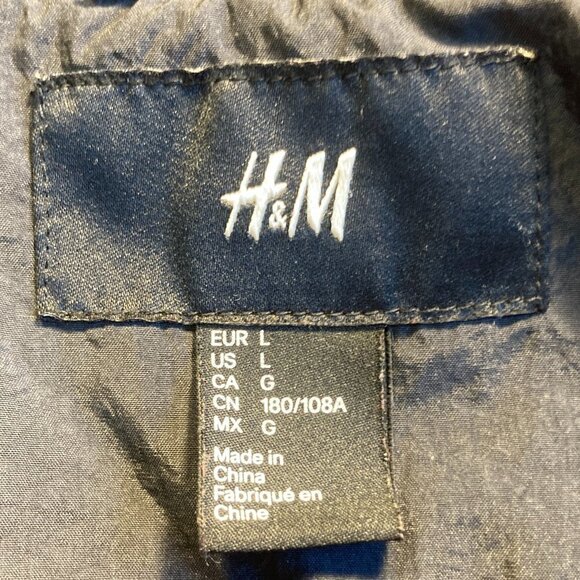 H&M
EUR L
US L
CA G
CN 180/108A
MX G
Made in
China
Fabriqué en
Chine